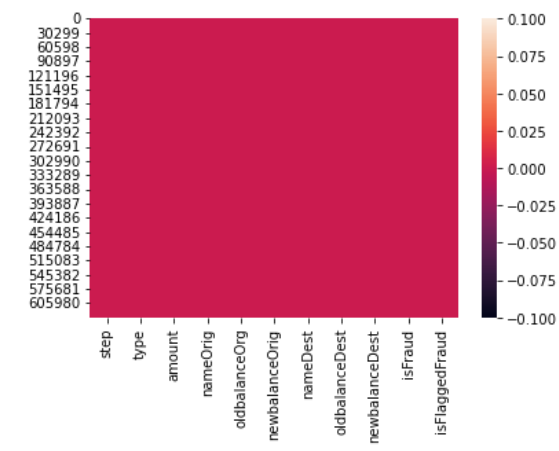 0
30299
60598
90897
121196
151495
181794
212093
242392
272691
302990
333289
363588
393887
424186
454485
484784
515083
545382
575681
605980
step
type
amount
nameOrig
oldbalanceOrg
newbalanceOrig
nameDest
oldbalanceDest
newbalanceDest
isFraud
isFlaggedFraud
0.100
0.075
0.050
0.025
0.000
−0.025
−0.050
−0.075
−0.100